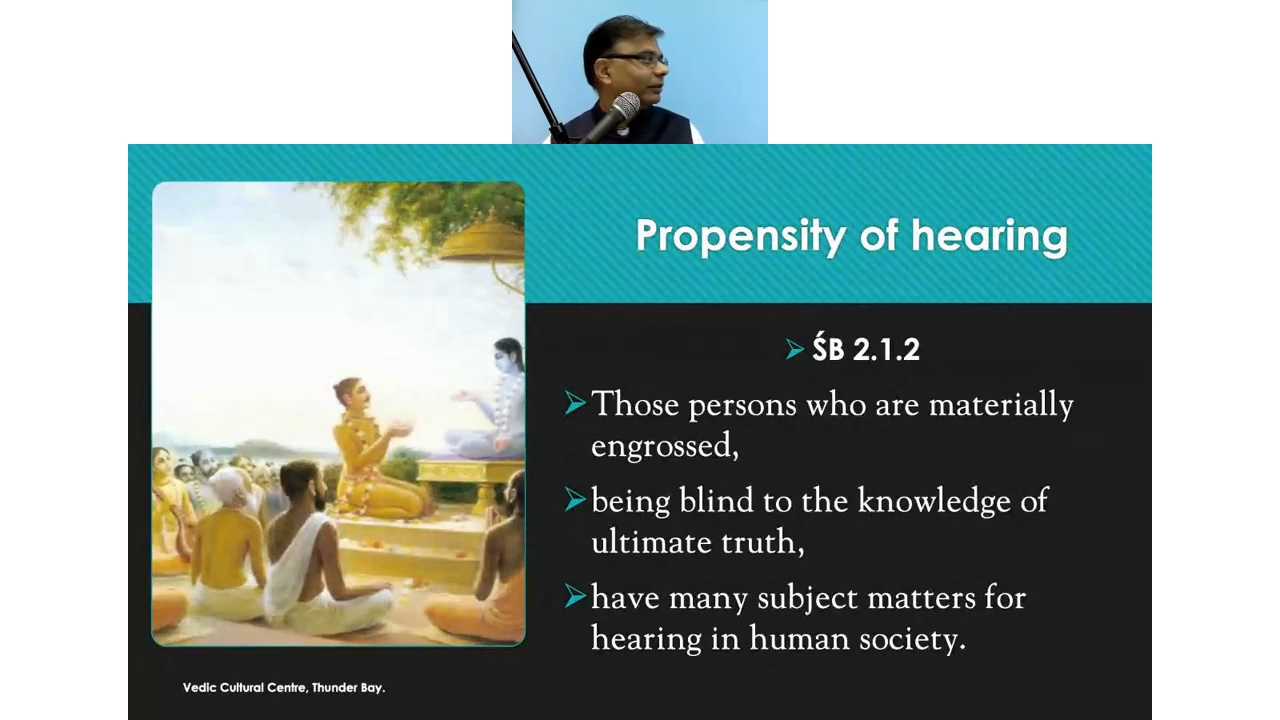 Propensity of hearing
➢ ŚB 2.1.2
➢Those persons who are materially
engrossed,
➢being blind to the knowledge of
ultimate truth,
➢have many subject matters for
hearing in human society.
Vedic Cultural Centre, Thunder Bay.